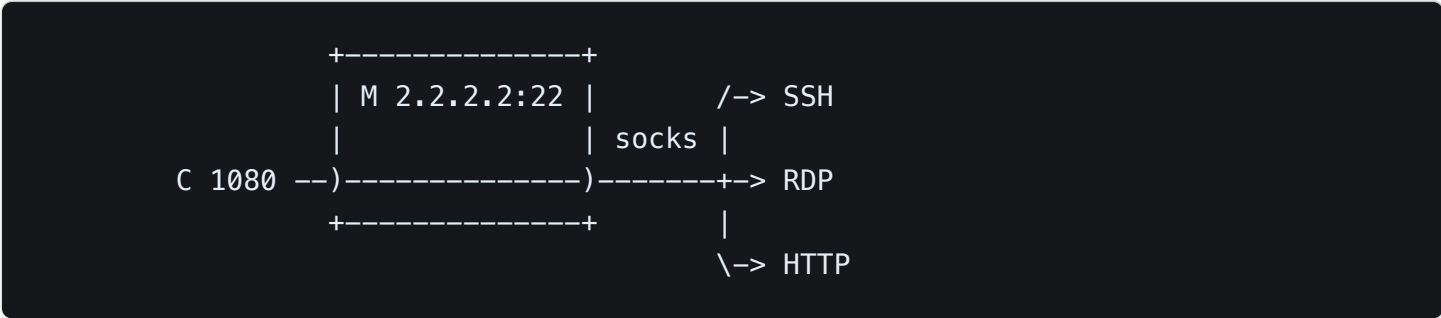 +--------------+
| M 2.2.2.2:22 | /-> SSH
| | socks |
C 1080 --)--------------)-------+-> RDP
+--------------+ |
\-> HTTP